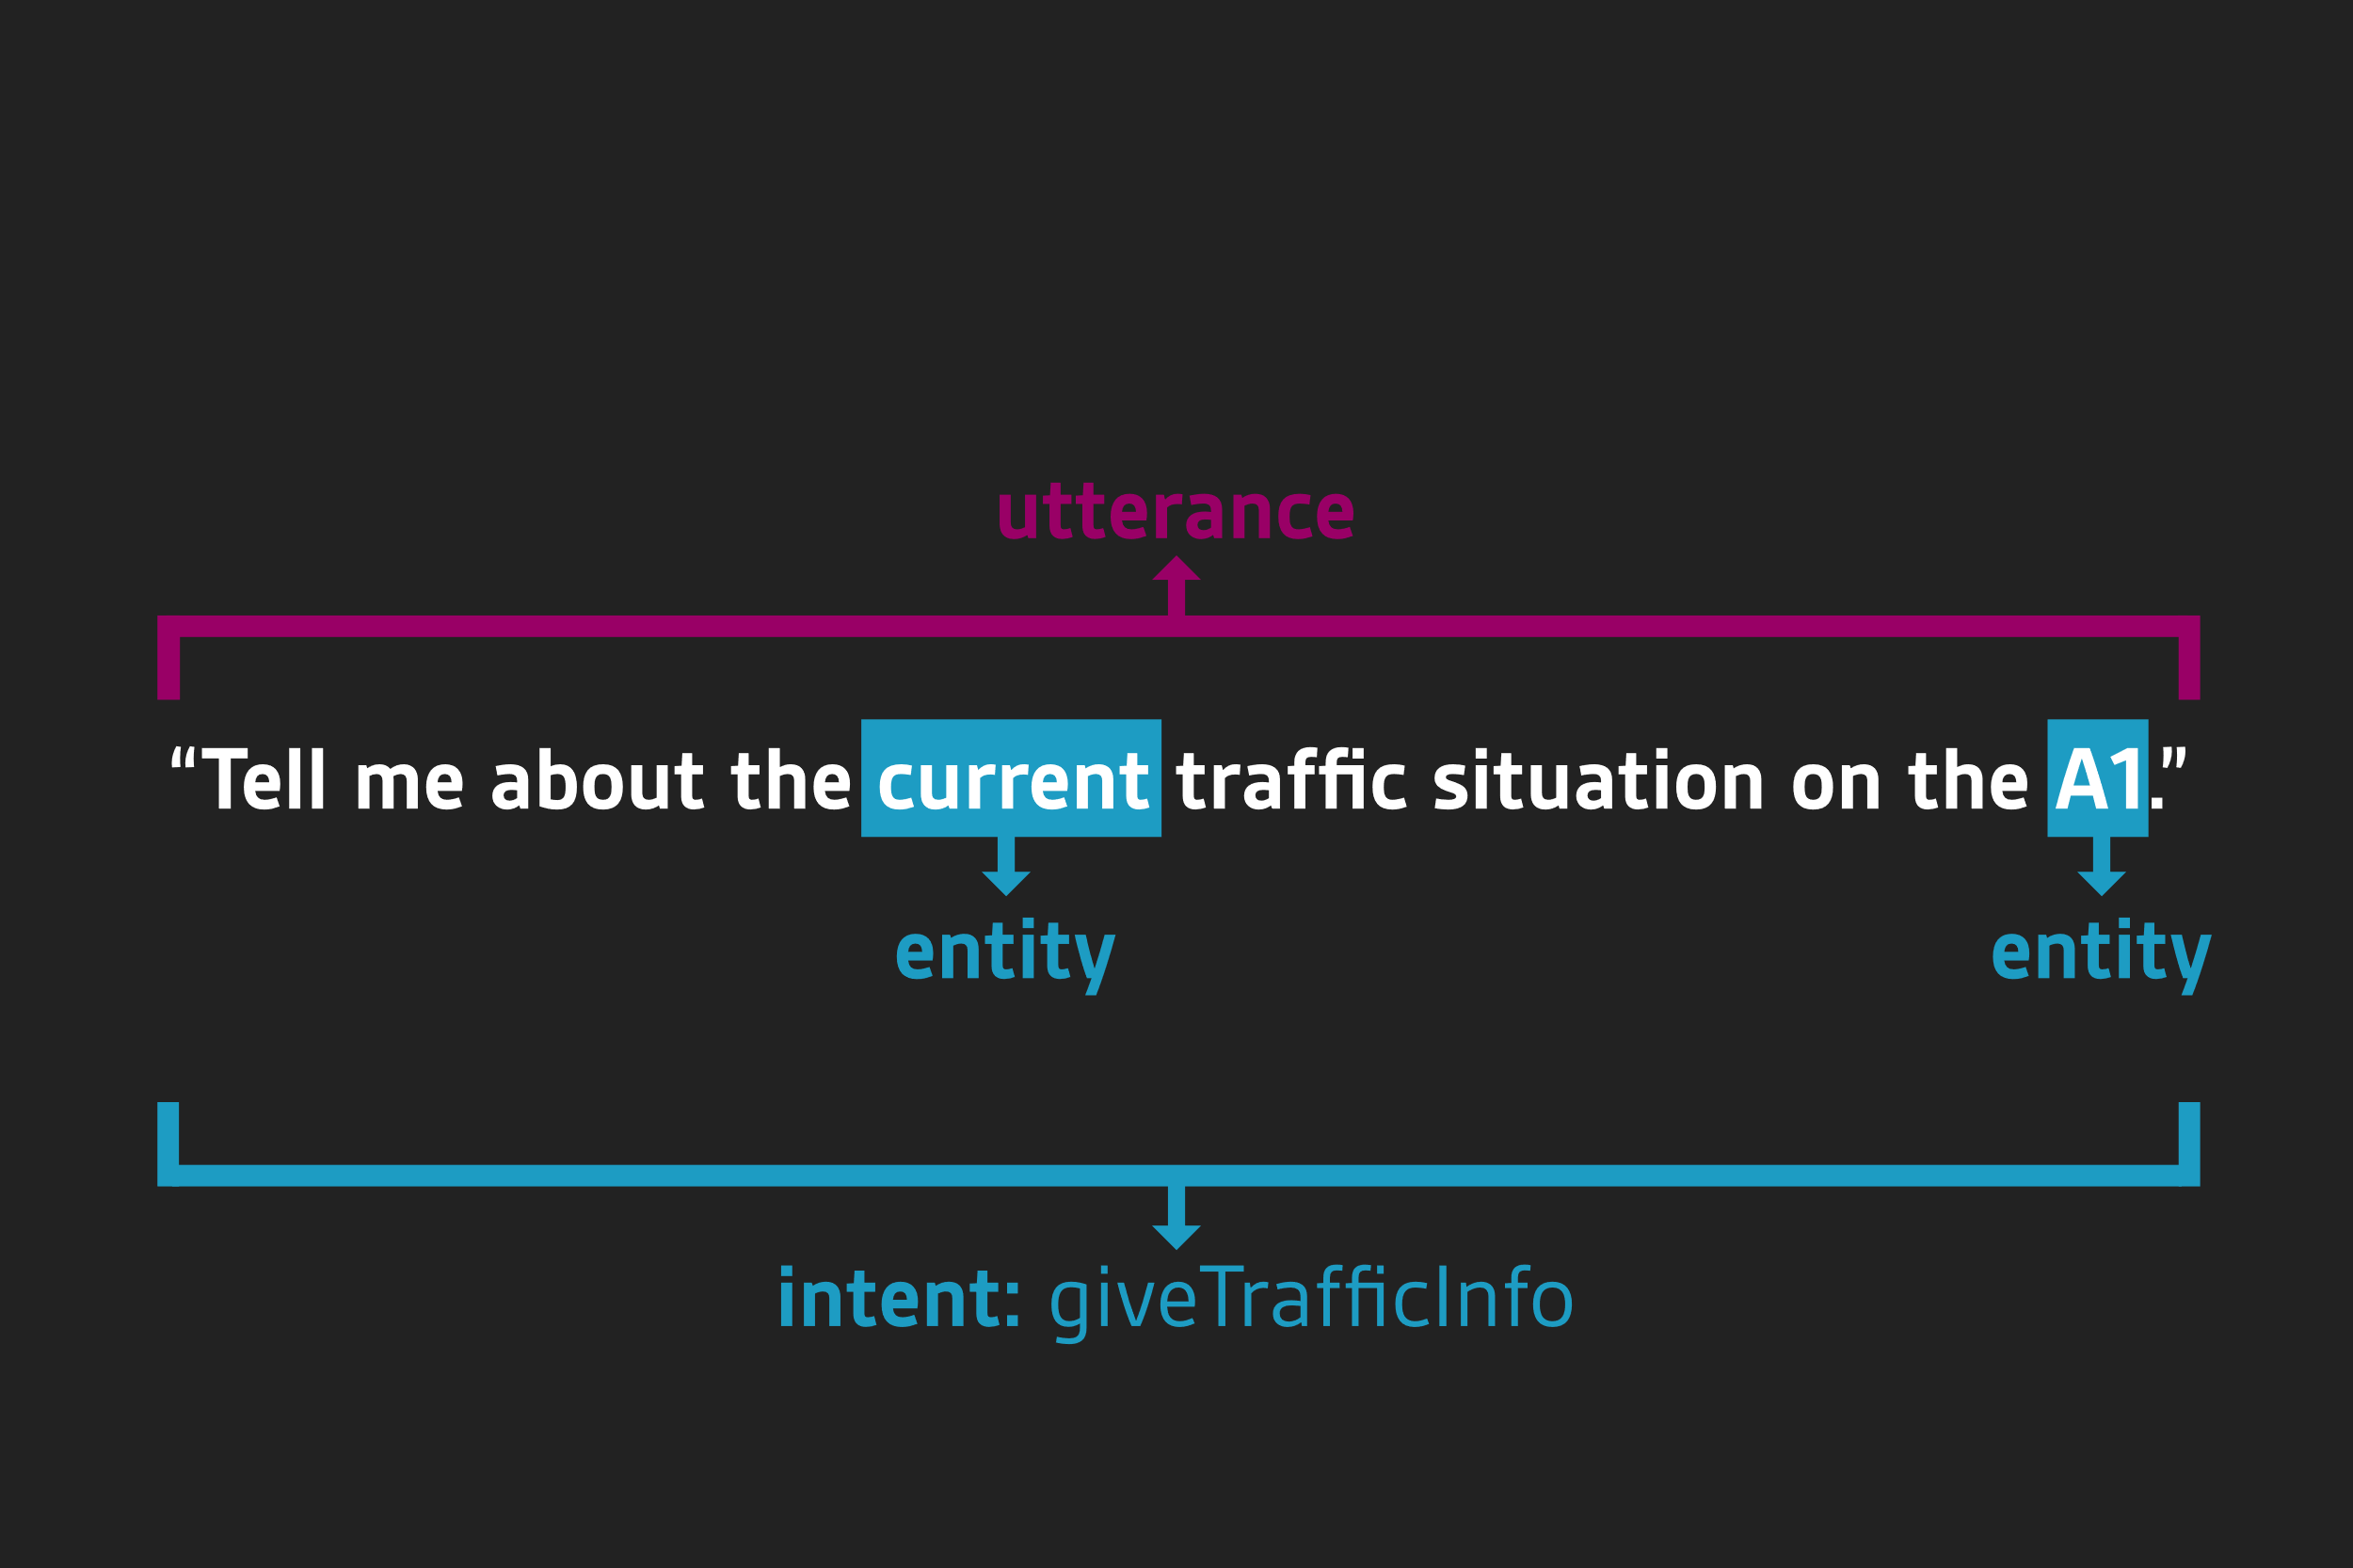 utterance
“Tell me about the current traffic situation on the A1.”
entity entity
intent: giveTrafficInfo